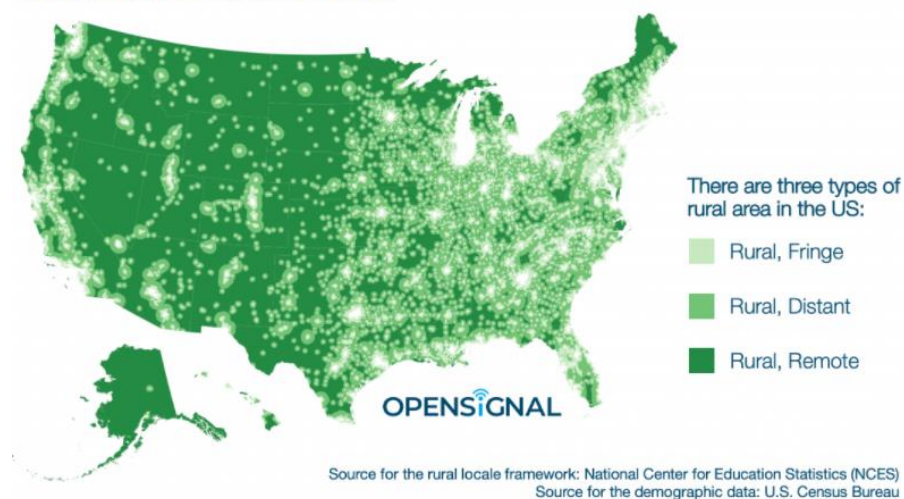 There are three types of
rural area in the US:
Rural, Fringe
Rural, Distant
Rural, Remote
OPENSIGNAL
Source for the rural locale framework: National Center for Education Statistics (NCES)
Source for the demographic data: U.S. Census Bureau